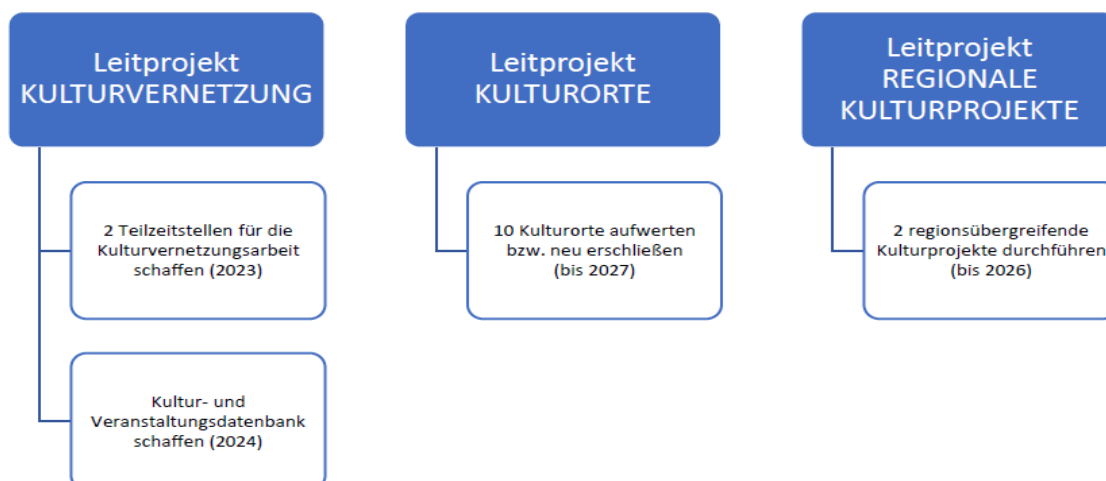 Leitprojekt
KULTURVERNETZUNG
2 Teilzeitstellen für die
Kulturvernetzungsarbeit
schaffen (2023)
Kultur- und
Veranstaltungsdatenbank
schaffen (2024)
Leitprojekt
KULTURORTE
10 Kulturorte aufwerten
bzw. neu erschließen
(bis 2027)
Leitprojekt
REGIONALE
KULTURPROJEKTE
2 regionsübergreifende
Kulturprojekte durchführen
(bis 2026)